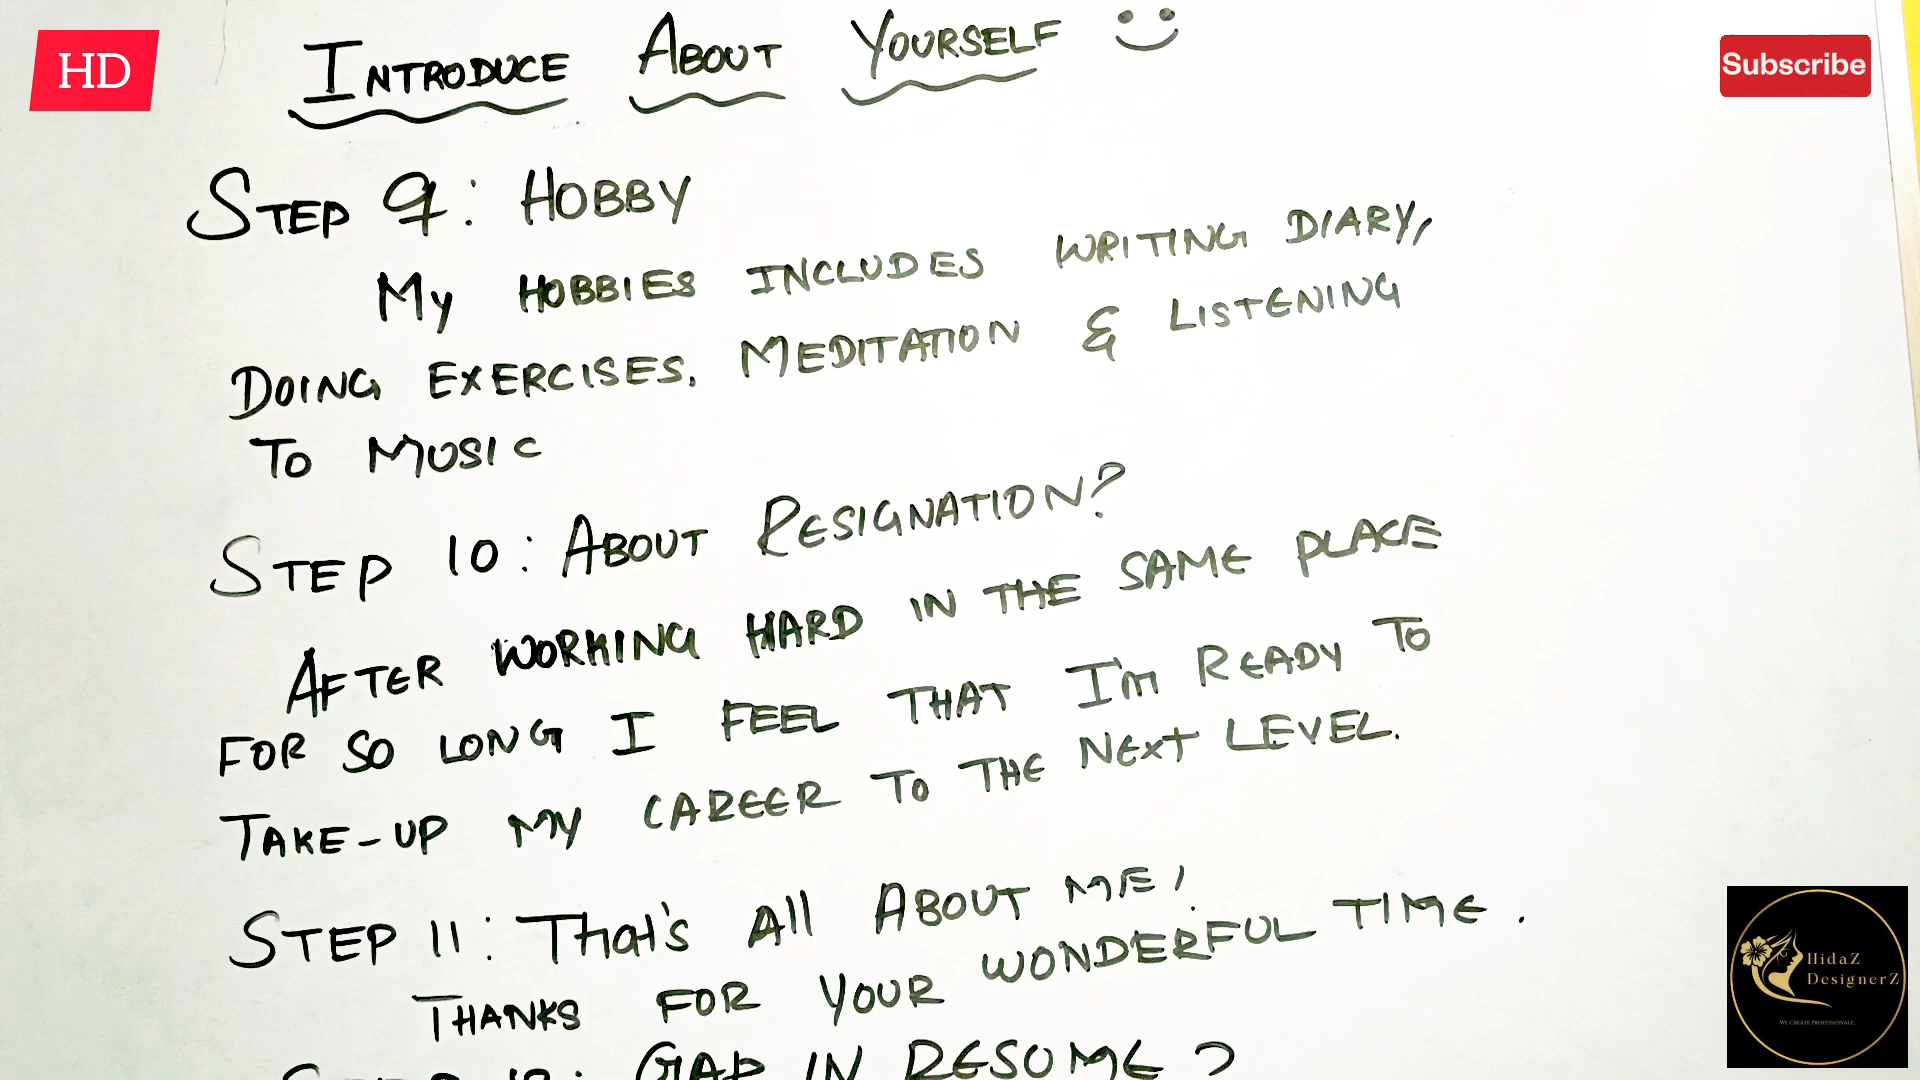 HD
INTRODUCE ABOUT YOURSELF
Subscribe
STEP 9: HOBBY
MY HOBBIES INCLUDES WRITING DIARY,
DOING EXERCISES, MEDITATION & LISTENING
TO MUSIC
STEP 10: ABOUT RESIGNATION?
AFTER WORKING HARD IN THE SAME PLACE
FOR SO LONG I FEEL THAT I'M READY TO
TAKE-UP MY CAREER TO THE NEXT LEVEL.
STEP 11: THAT'S All ABOUT ME!
THANKS FOR YOUR WONDERFUL TIME.
GAP IN RESUME?
HidaZ
DesignerZ
WE CREATE PROFESSIONALZ...